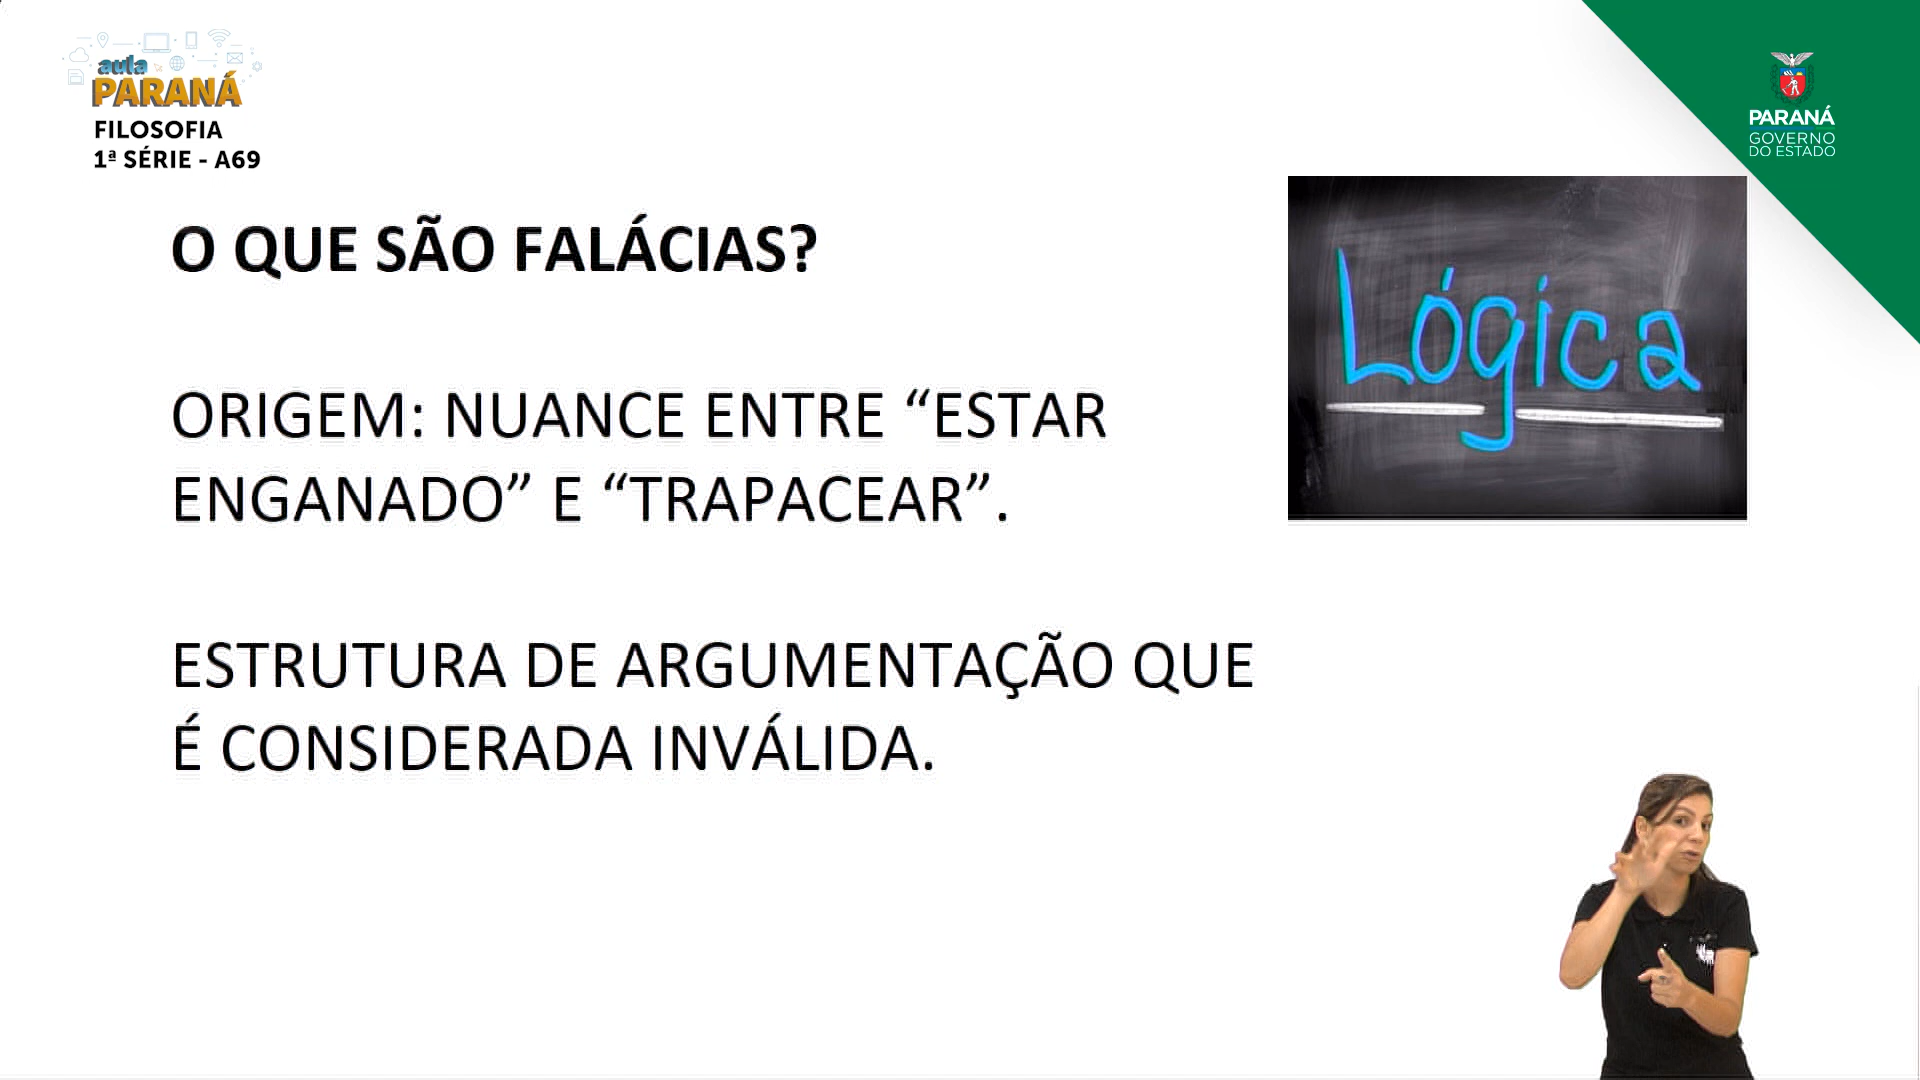 aula
PARANÁ
FILOSOFIA
1ª SÉRIE - A69
PARANÁ
GOVERNO
DO ESTADO
O QUE SÃO FALÁCIAS?
Lógica
ORIGEM: NUANCE ENTRE “ESTAR
ENGANADO” E “TRAPACEAR”.
ESTRUTURA DE ARGUMENTAÇÃO QUE
É CONSIDERADA INVÁLIDA.